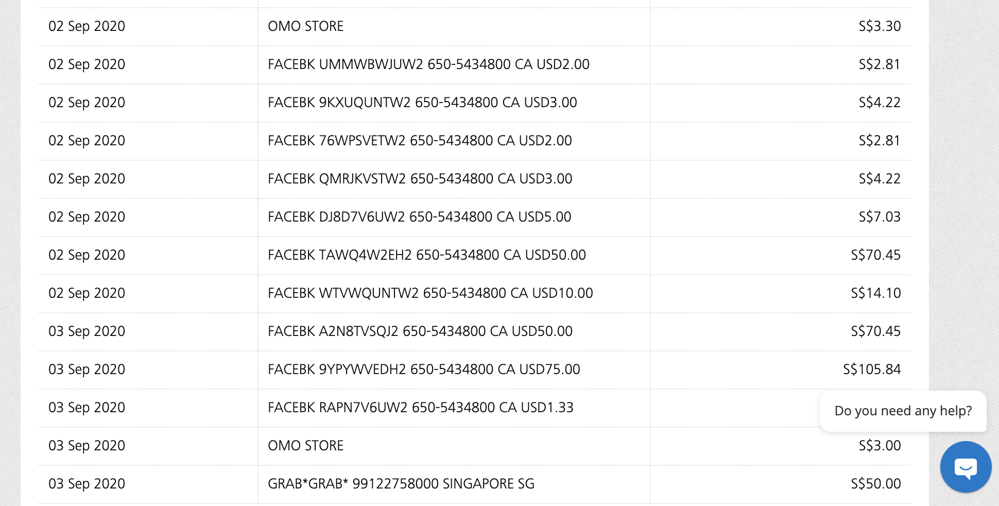 02 Sep 2020 OMO STORE S$3.30
02 Sep 2020 FACEBK UMMWBWJUW2 650-5434800 CA USD2.00 S$2.81
02 Sep 2020 FACEBK 9KXUQUNTW2 650-5434800 CA USD3.00 S$4.22
02 Sep 2020 FACEBK 76WPSVETW2 650-5434800 CA USD2.00 S$2.81
02 Sep 2020 FACEBK QMRJKVSTW2 650-5434800 CA USD3.00 S$4.22
02 Sep 2020 FACEBK DJ8D7V6UW2 650-5434800 CA USD5.00 S$7.03
02 Sep 2020 FACEBK TAWQ4W2EH2 650-5434800 CA USD50.00 S$70.45
02 Sep 2020 FACEBK WTVWQUNTW2 650-5434800 CA USD10.00 S$14.10
03 Sep 2020 FACEBK A2N8TVSQJ2 650-5434800 CA USD50.00 S$70.45
03 Sep 2020 FACEBK 9YPYWVEDH2 650-5434800 CA USD75.00 S$105.84
03 Sep 2020 FACEBK RAPN7V6UW2 650-5434800 CA USD1.33
Do you need any help?
03 Sep 2020 OMO STORE S$3.00
03 Sep 2020 GRAB*GRAB* 99122758000 SINGAPORE SG S$50.00